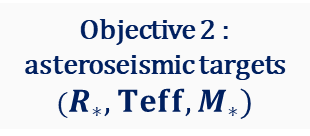 Objective 2 :
asteroseismic targets
(R*, Teff, M*)